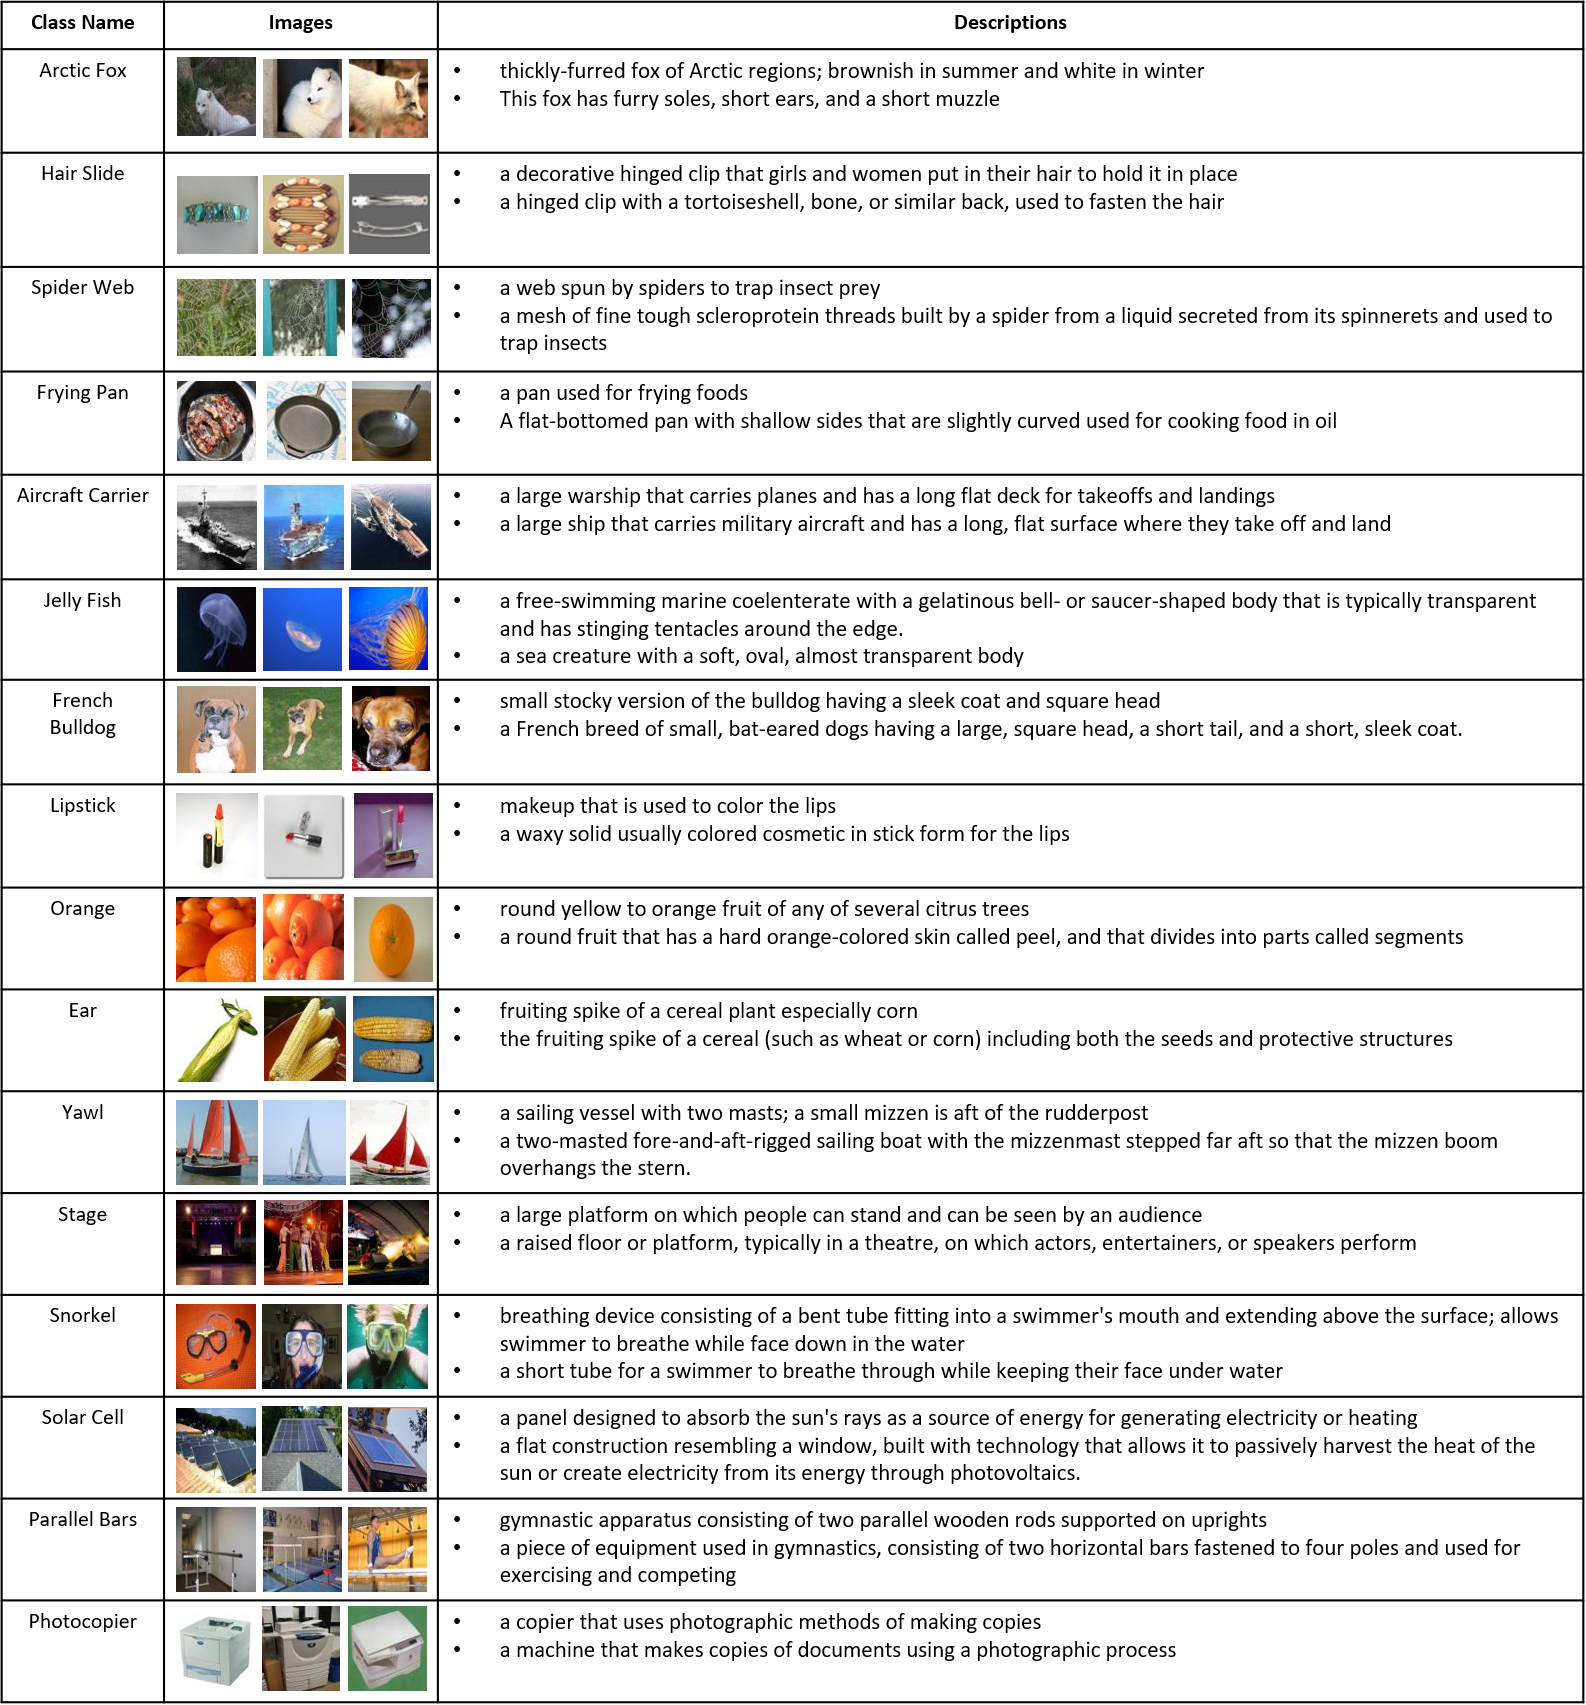 Class Name
Images
Descriptions
Arctic Fox
• thickly-furred fox of Arctic regions; brownish in summer and white in winter
• This fox has furry soles, short ears, and a short muzzle
Hair Slide
• a decorative hinged clip that girls and women put in their hair to hold it in place
• a hinged clip with a tortoiseshell, bone, or similar back, used to fasten the hair
Spider Web
• a web spun by spiders to trap insect prey
• a mesh of fine tough scleroprotein threads built by a spider from a liquid secreted from its spinnerets and used to
trap insects
Frying Pan
• a pan used for frying foods
• A flat-bottomed pan with shallow sides that are slightly curved used for cooking food in oil
Aircraft Carrier
• a large warship that carries planes and has a long flat deck for takeoffs and landings
• a large ship that carries military aircraft and has a long, flat surface where they take off and land
Jelly Fish
• a free-swimming marine coelenterate with a gelatinous bell- or saucer-shaped body that is typically transparent
and has stinging tentacles around the edge.
• a sea creature with a soft, oval, almost transparent body
French
Bulldog
• small stocky version of the bulldog having a sleek coat and square head
• a French breed of small, bat-eared dogs having a large, square head, a short tail, and a short, sleek coat.
Lipstick
• makeup that is used to color the lips
• a waxy solid usually colored cosmetic in stick form for the lips
Orange
• round yellow to orange fruit of any of several citrus trees
• a round fruit that has a hard orange-colored skin called peel, and that divides into parts called segments
Ear
• fruiting spike of a cereal plant especially corn
• the fruiting spike of a cereal (such as wheat or corn) including both the seeds and protective structures
Yawl
• a sailing vessel with two masts; a small mizzen is aft of the rudderpost
• a two-masted fore-and-aft-rigged sailing boat with the mizzenmast stepped far aft so that the mizzen boom
overhangs the stern.
Stage
• a large platform on which people can stand and can be seen by an audience
• a raised floor or platform, typically in a theatre, on which actors, entertainers, or speakers perform
Snorkel
• breathing device consisting of a bent tube fitting into a swimmer's mouth and extending above the surface; allows
swimmer to breathe while face down in the water
• a short tube for a swimmer to breathe through while keeping their face under water
Solar Cell
• a panel designed to absorb the sun's rays as a source of energy for generating electricity or heating
• a flat construction resembling a window, built with technology that allows it to passively harvest the heat of the
sun or create electricity from its energy through photovoltaics.
Parallel Bars
• gymnastic apparatus consisting of two parallel wooden rods supported on uprights
• a piece of equipment used in gymnastics, consisting of two horizontal bars fastened to four poles and used for
exercising and competing
Photocopier
• a copier that uses photographic methods of making copies
• a machine that makes copies of documents using a photographic process